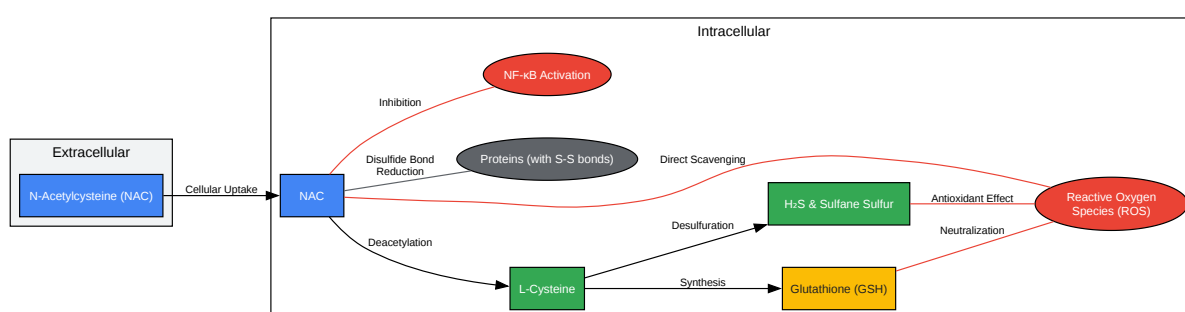 Intracellular
NF-κB Activation
Inhibition
Extracellular
Disulfide Bond
Reduction
Proteins (with S-S bonds)
Direct Scavenging
N-Acetylcysteine (NAC)
Cellular Uptake
NAC
H₂S & Sulfane Sulfur
Antioxidant Effect
Reactive Oxygen
Species (ROS)
Desulfuration
Neutralization
Deacetylation
L-Cysteine
Synthesis
Glutathione (GSH)